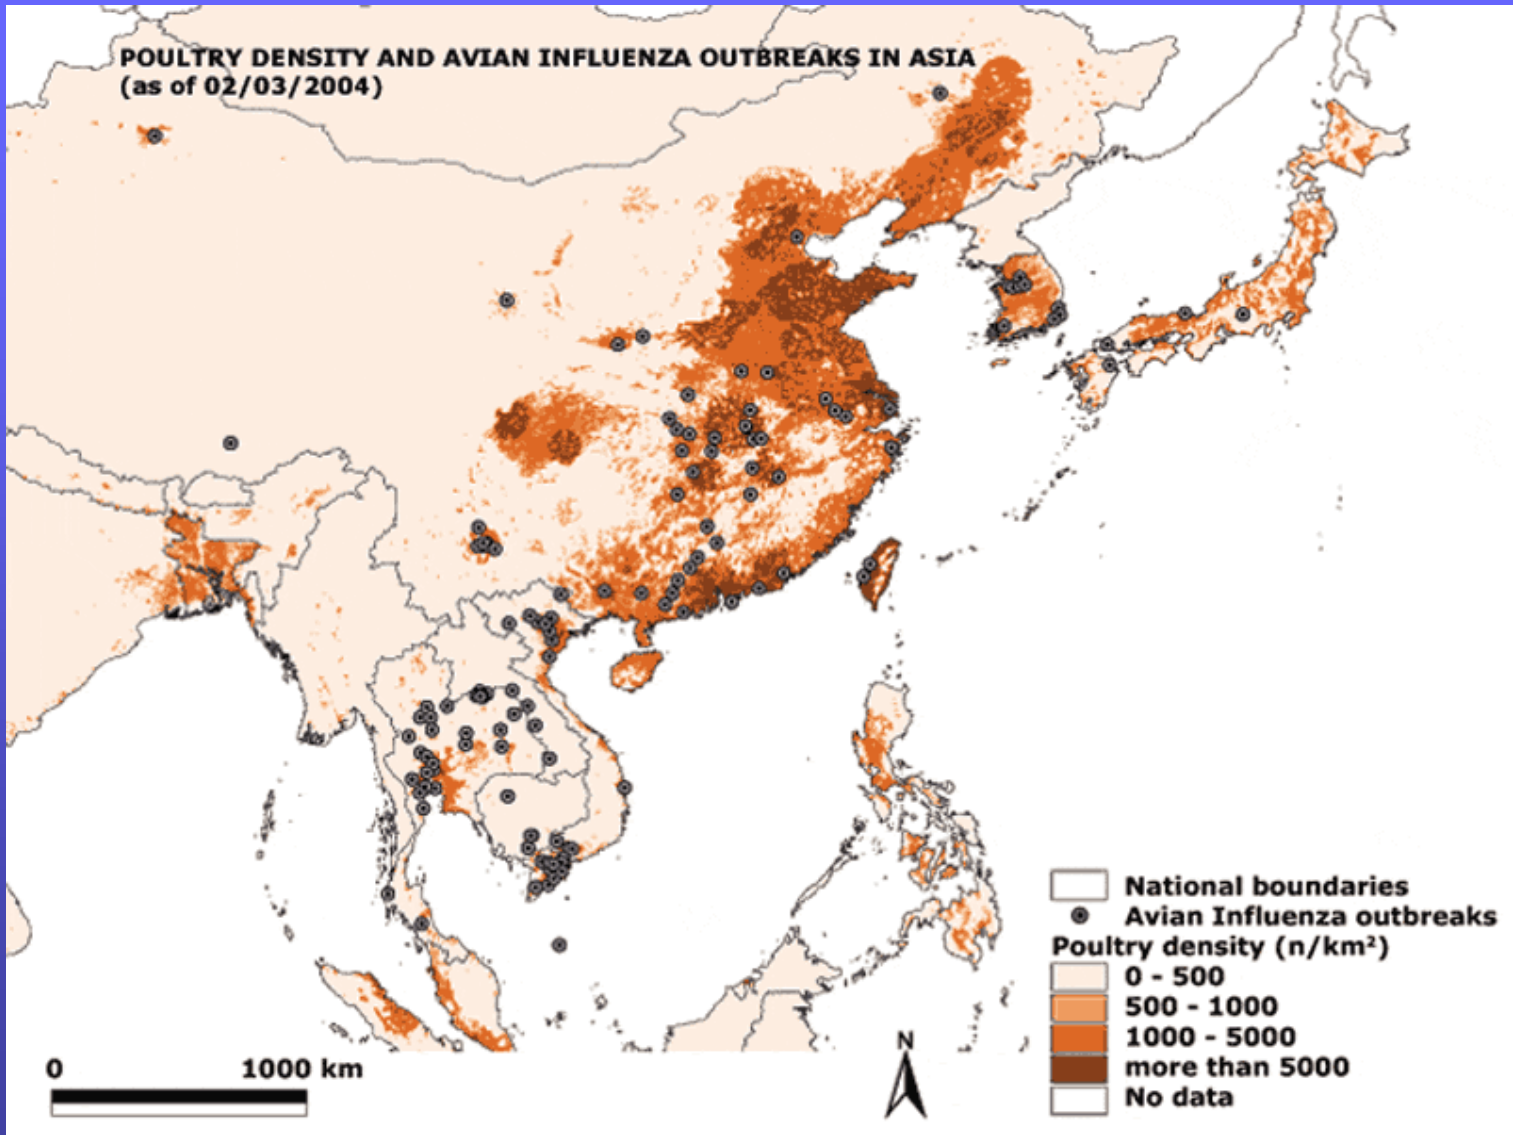 POULTRY DENSITY AND AVIAN INFLUENZA OUTBREAKS IN ASIA
(as of 02/03/2004)
National boundaries
Avian Influenza outbreaks
Poultry density (n/km²)
0 - 500
500 - 1000
1000 - 5000
more than 5000
No data
N
0 1000 km